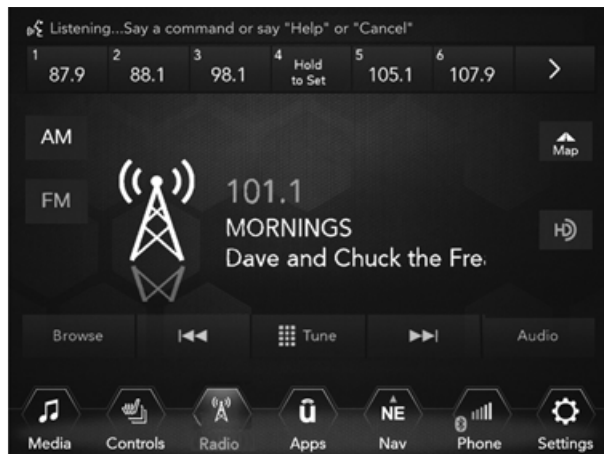 Listening...Say a command or say "Help" or "Cancel"
1 87.9 2 88.1 3 98.1 4 Hold to Set 5 105.1 6 107.9
AM
Map
FM
101.1
HD
MORNINGS
Dave and Chuck the Fre
Browse Tune Audio
û NE
Media Controls Radio Apps Nav Phone Settings